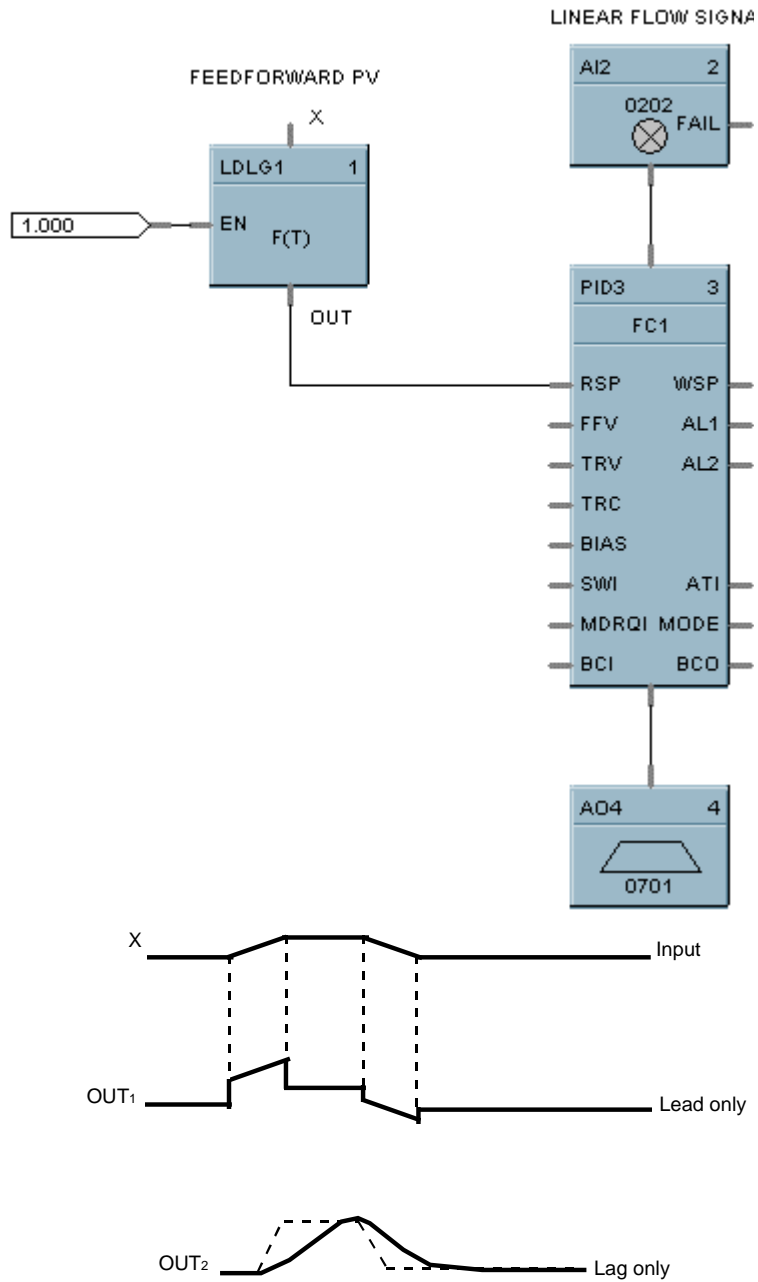 LINEAR FLOW SIGNA
FEEDFORWARD PV
X
AI2 2
0202
FAIL
LDLG1 1
1.000
EN
F(T)
OUT
PID3 3
FC1
RSP WSP
FFV AL1
TRV AL2
TRC
BIAS
SWI ATI
MDRQI MODE
BCI BCO
AO4 4
0701
X Input
OUT1 Lead only
OUT2 Lag only